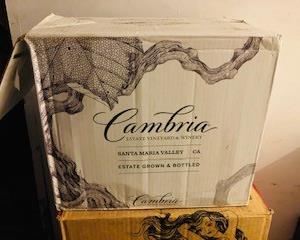 Cambria
ESTATE VINEYARD & WINERY
SANTA MARIA VALLEY CA
ESTATE GROWN & BOTTLED
Cambria